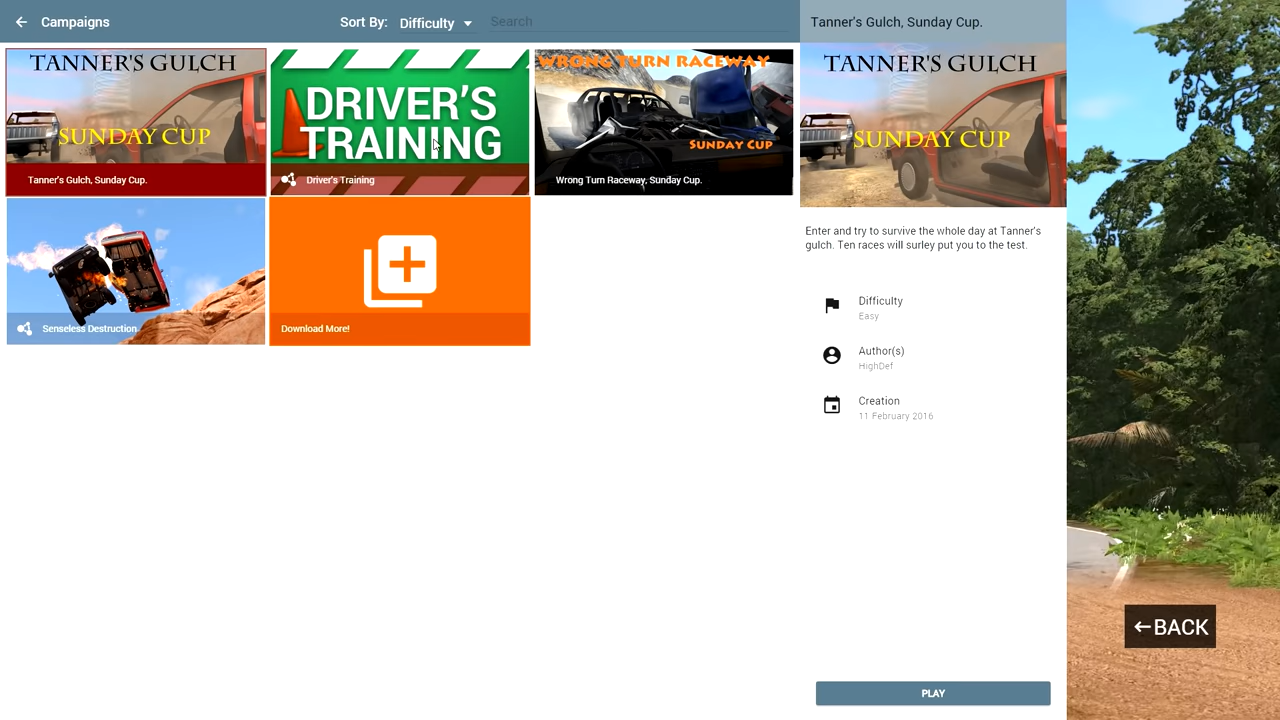 Campaigns
Sort By: Difficulty
Search
Tanner's Gulch, Sunday Cup.
TANNER'S GULCH
SUNDAY CUP
Tanner's Gulch, Sunday Cup.
DRIVER'S
TRAINING
Driver's Training
WRONG TURN RACEWAY
SUNDAY CUP
Wrong Turn Raceway, Sunday Cup.
Senseless Destruction
Download More!
TANNER'S GULCH
SUNDAY CUP
Enter and try to survive the whole day at Tanner's
gulch. Ten races will surley put you to the test.
Difficulty
Easy
Author(s)
HighDef
Creation
11 February 2016
PLAY
BACK